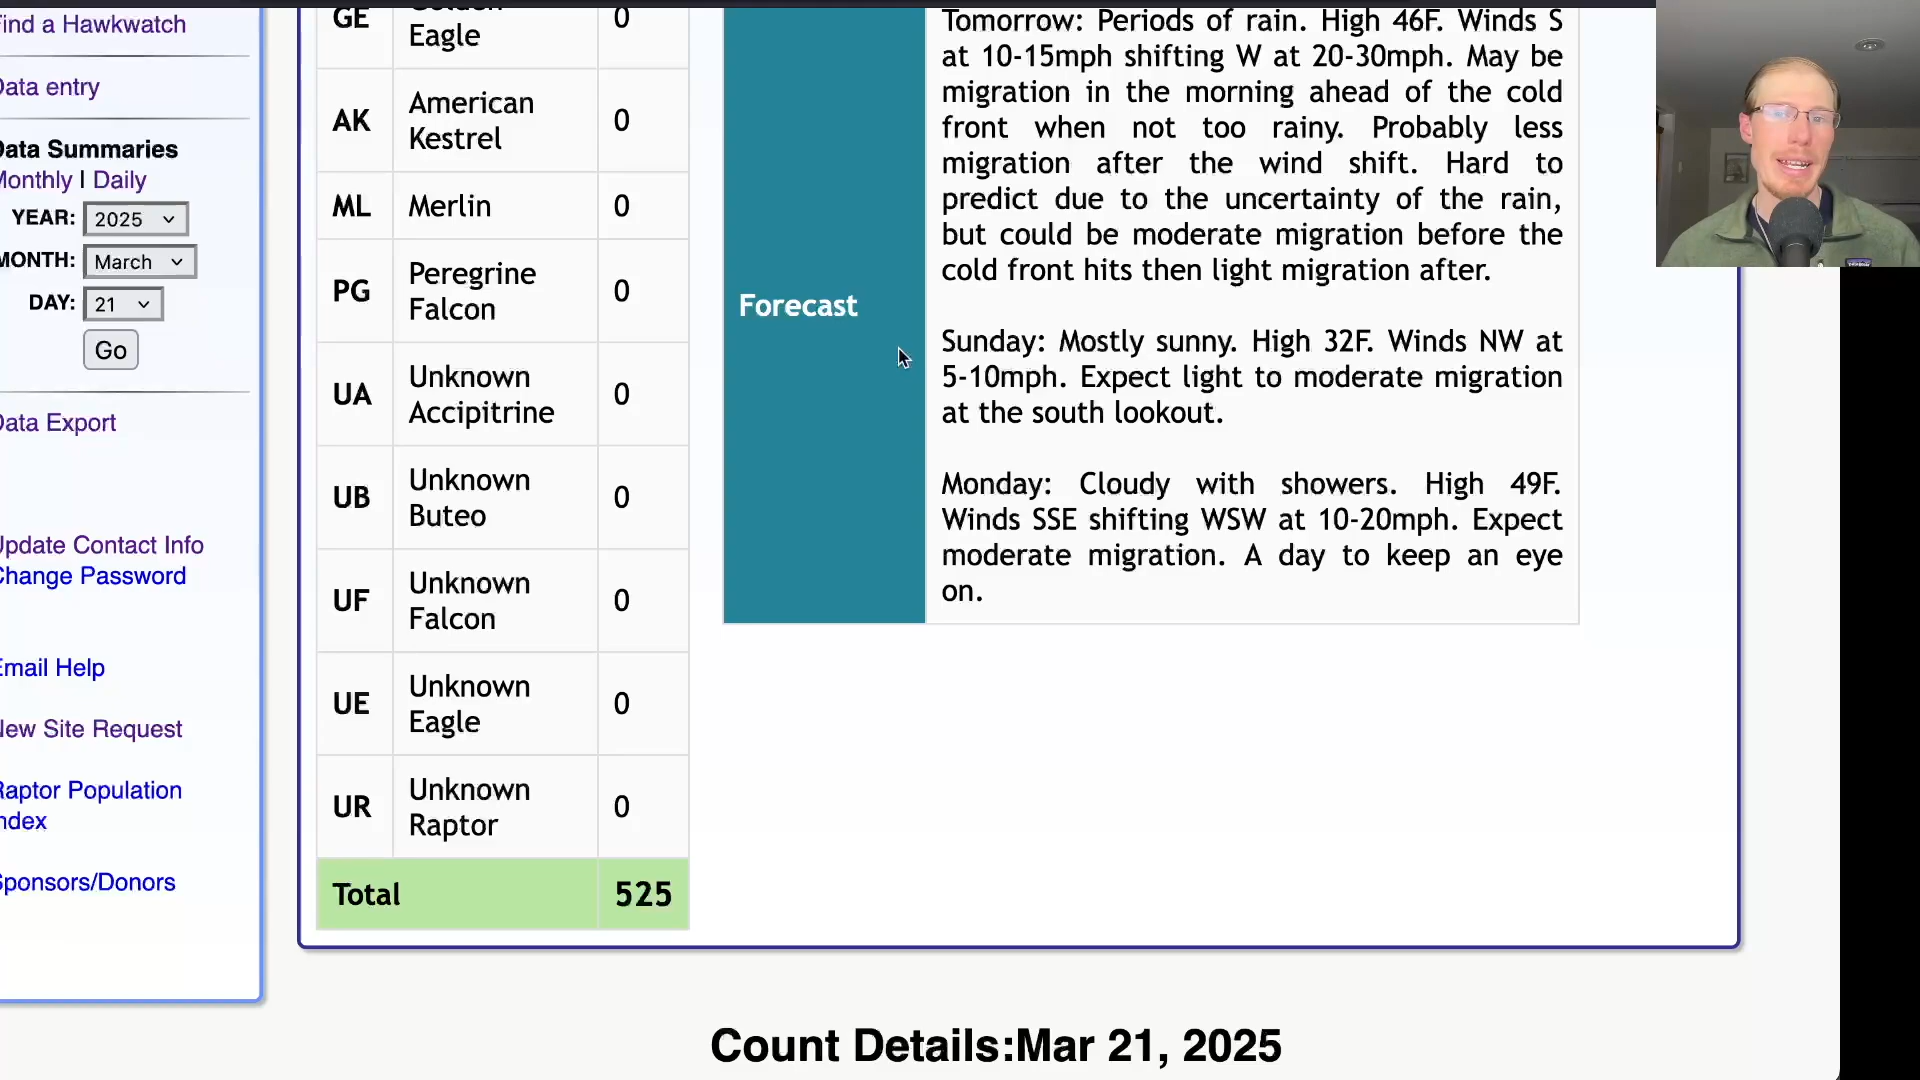 Find a Hawkwatch
Data entry
Data Summaries
Monthly | Daily
YEAR: 2025
MONTH: March
DAY: 21
Go
Data Export
Update Contact Info
Change Password
Email Help
New Site Request
Raptor Population
Index
Sponsors/Donors
GE Golden
Eagle 0
AK American
Kestrel 0
ML Merlin 0
PG Peregrine
Falcon 0
UA Unknown
Accipitrine 0
UB Unknown
Buteo 0
UF Unknown
Falcon 0
UE Unknown
Eagle 0
UR Unknown
Raptor 0
Total 525
Forecast
Tomorrow: Periods of rain. High 46F. Winds S
at 10-15mph shifting W at 20-30mph. May be
migration in the morning ahead of the cold
front when not too rainy. Probably less
migration after the wind shift. Hard to
predict due to the uncertainty of the rain,
but could be moderate migration before the
cold front hits then light migration after.
Sunday: Mostly sunny. High 32F. Winds NW at
5-10mph. Expect light to moderate migration
at the south lookout.
Monday: Cloudy with showers. High 49F.
Winds SSE shifting WSW at 10-20mph. Expect
moderate migration. A day to keep an eye
on.
Count Details:Mar 21, 2025